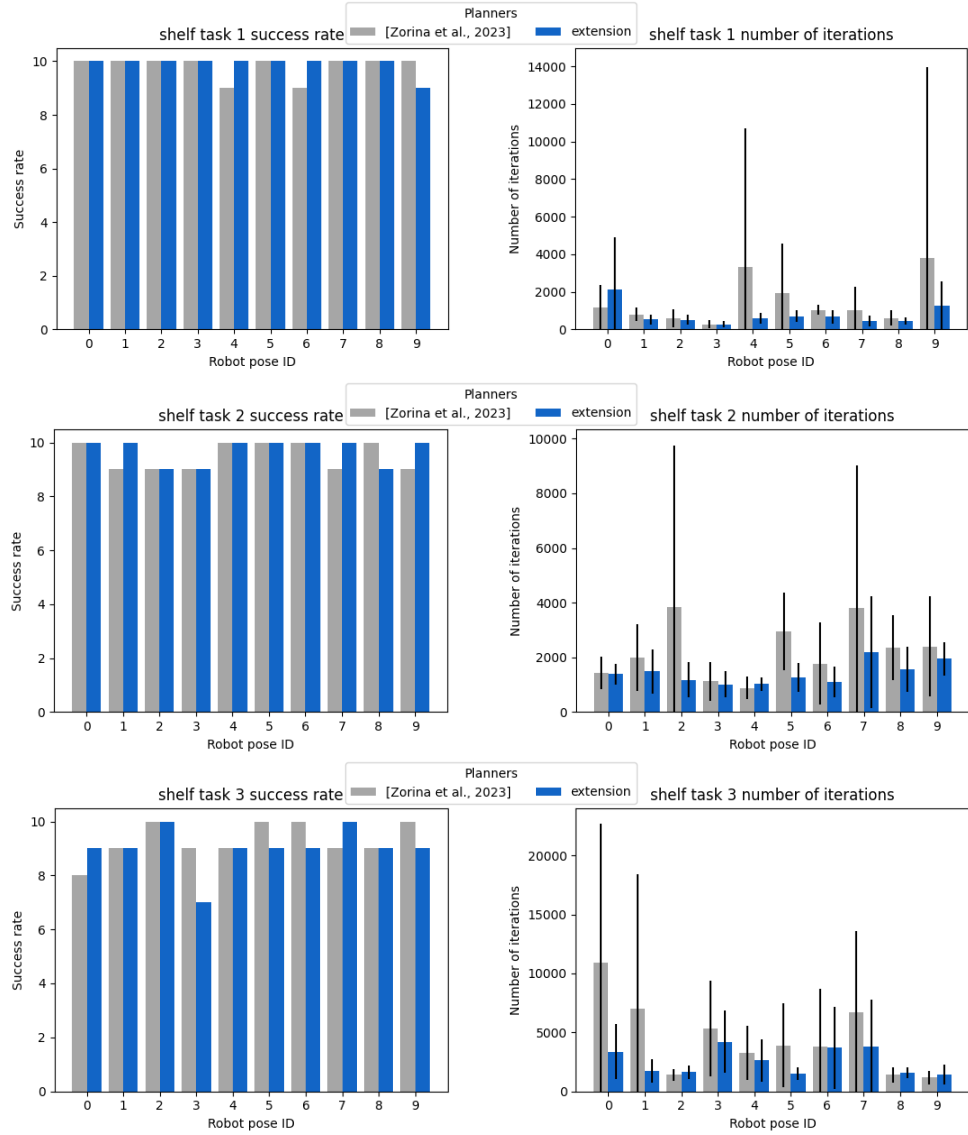 Planners
[Zorina et al., 2023] extension
shelf task 1 success rate
Success rate
10
8
6
4
2
0
0 1 2 3 4 5 6 7 8 9
Robot pose ID
shelf task 1 number of iterations
Number of iterations
14000
12000
10000
8000
6000
4000
2000
0
0 1 2 3 4 5 6 7 8 9
Robot pose ID
Planners
[Zorina et al., 2023] extension
shelf task 2 success rate
Success rate
10
8
6
4
2
0
0 1 2 3 4 5 6 7 8 9
Robot pose ID
shelf task 2 number of iterations
Number of iterations
10000
8000
6000
4000
2000
0
0 1 2 3 4 5 6 7 8 9
Robot pose ID
Planners
[Zorina et al., 2023] extension
shelf task 3 success rate
Success rate
10
8
6
4
2
0
0 1 2 3 4 5 6 7 8 9
Robot pose ID
shelf task 3 number of iterations
Number of iterations
20000
15000
10000
5000
0
0 1 2 3 4 5 6 7 8 9
Robot pose ID